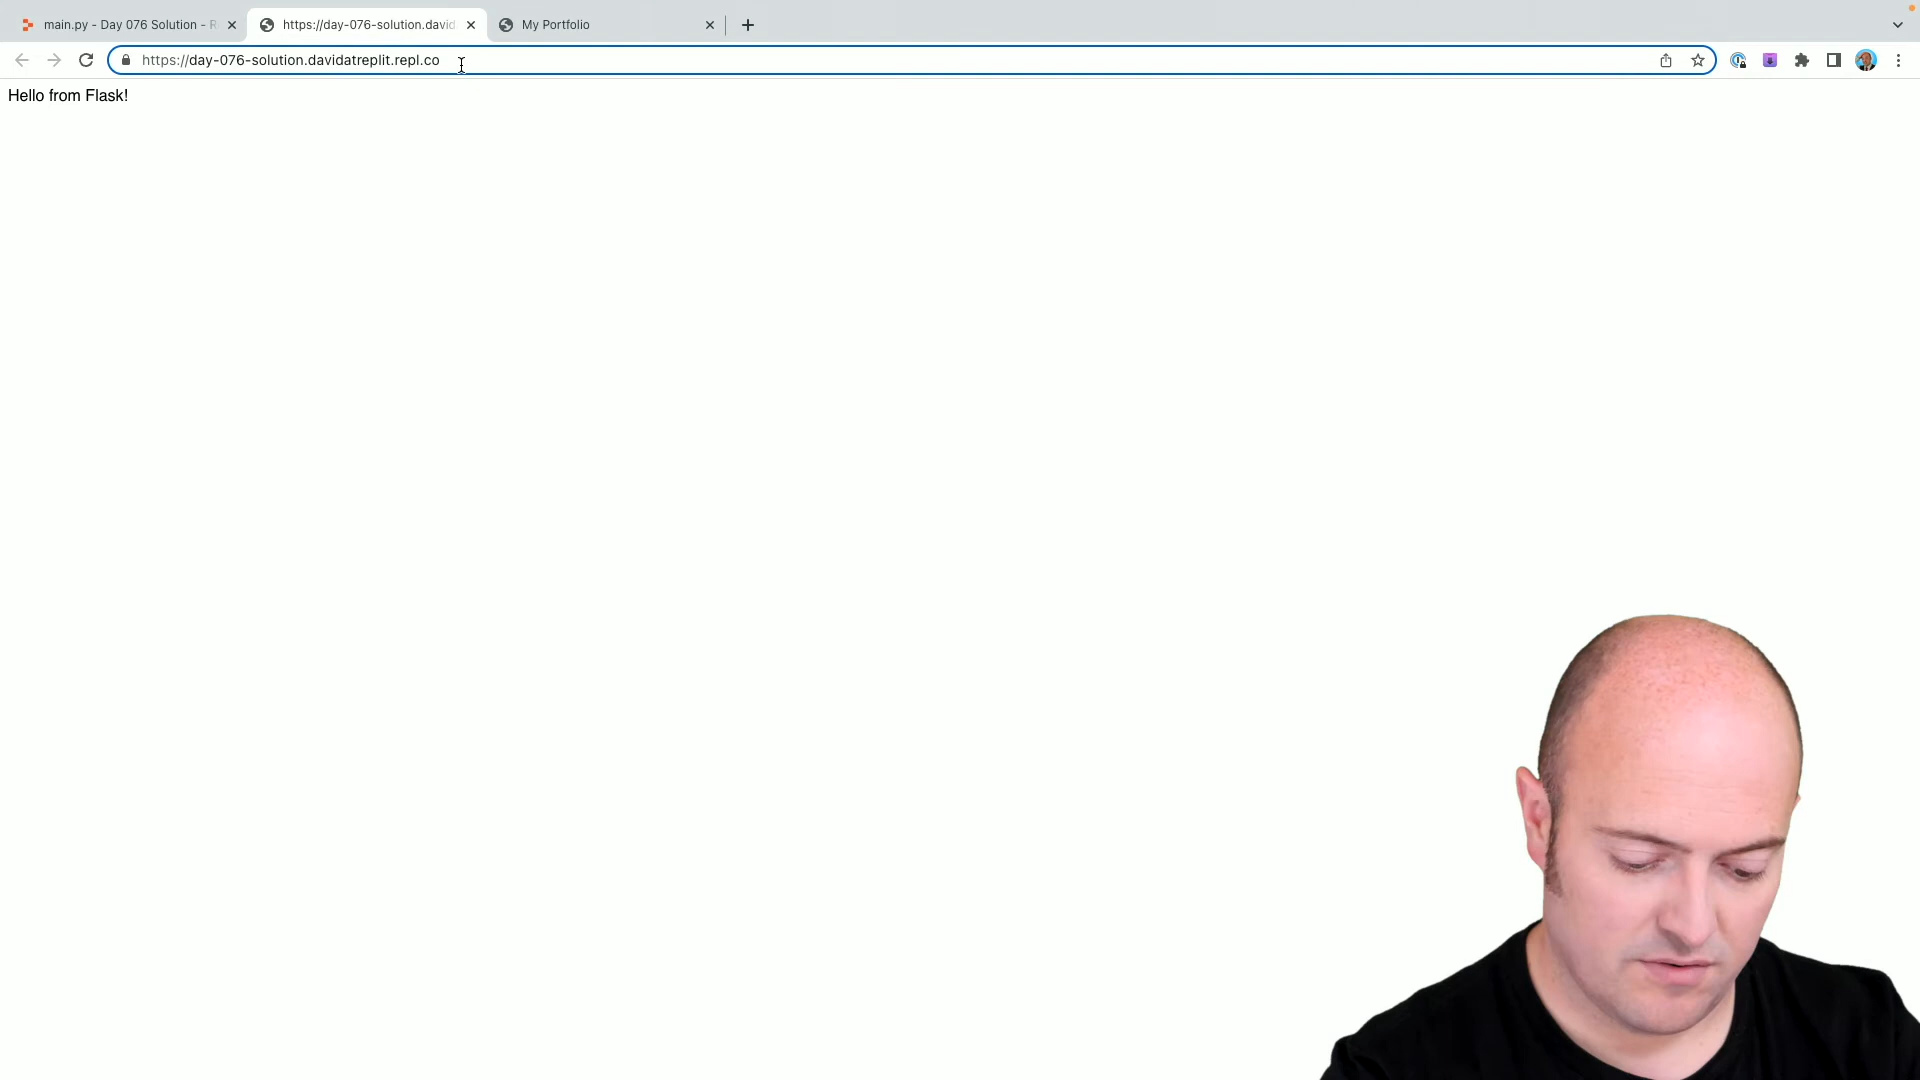 main.py - Day 076 Solution - R
https://day-076-solution.david
My Portfolio
https://day-076-solution.davidatreplit.repl.co
Hello from Flask!